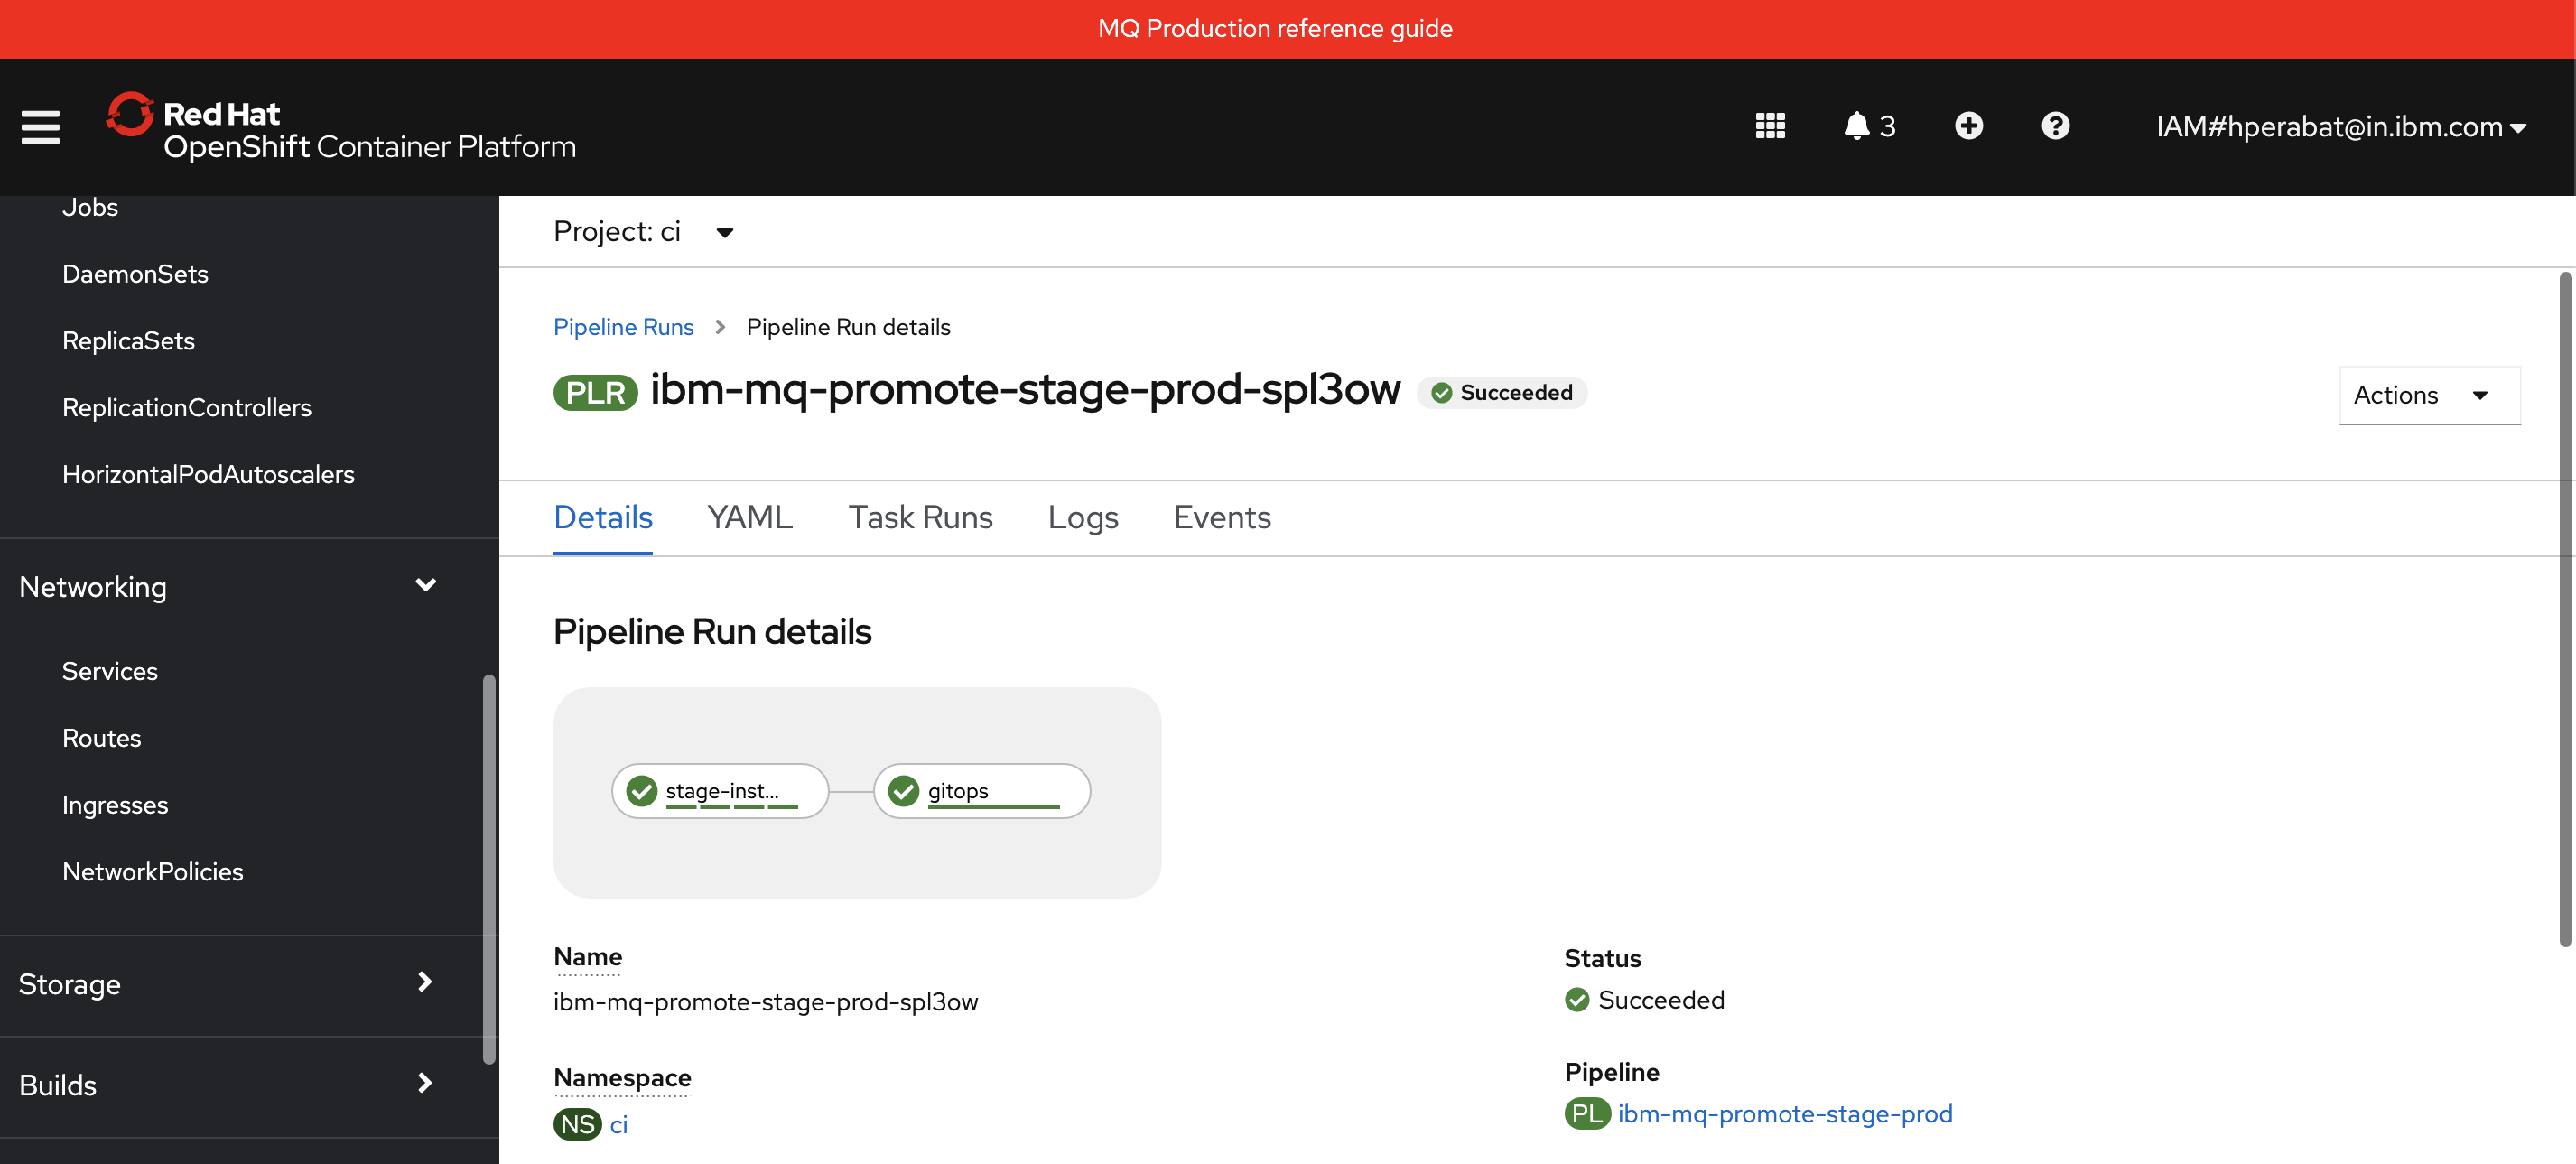 MQ Production reference guide
Red Hat
OpenShift Container Platform
3
IAM#hperabat@in.ibm.com
Jobs
DaemonSets
ReplicaSets
ReplicationControllers
HorizontalPodAutoscalers
Networking
Services
Routes
Ingresses
NetworkPolicies
Storage
Builds
Project: ci
Pipeline Runs > Pipeline Run details
PLR ibm-mq-promote-stage-prod-spl3ow Succeeded
Actions
Details YAML Task Runs Logs Events
Pipeline Run details
stage-inst... gitops
Name
ibm-mq-promote-stage-prod-spl3ow
Namespace
NS ci
Status
Succeeded
Pipeline
PL ibm-mq-promote-stage-prod